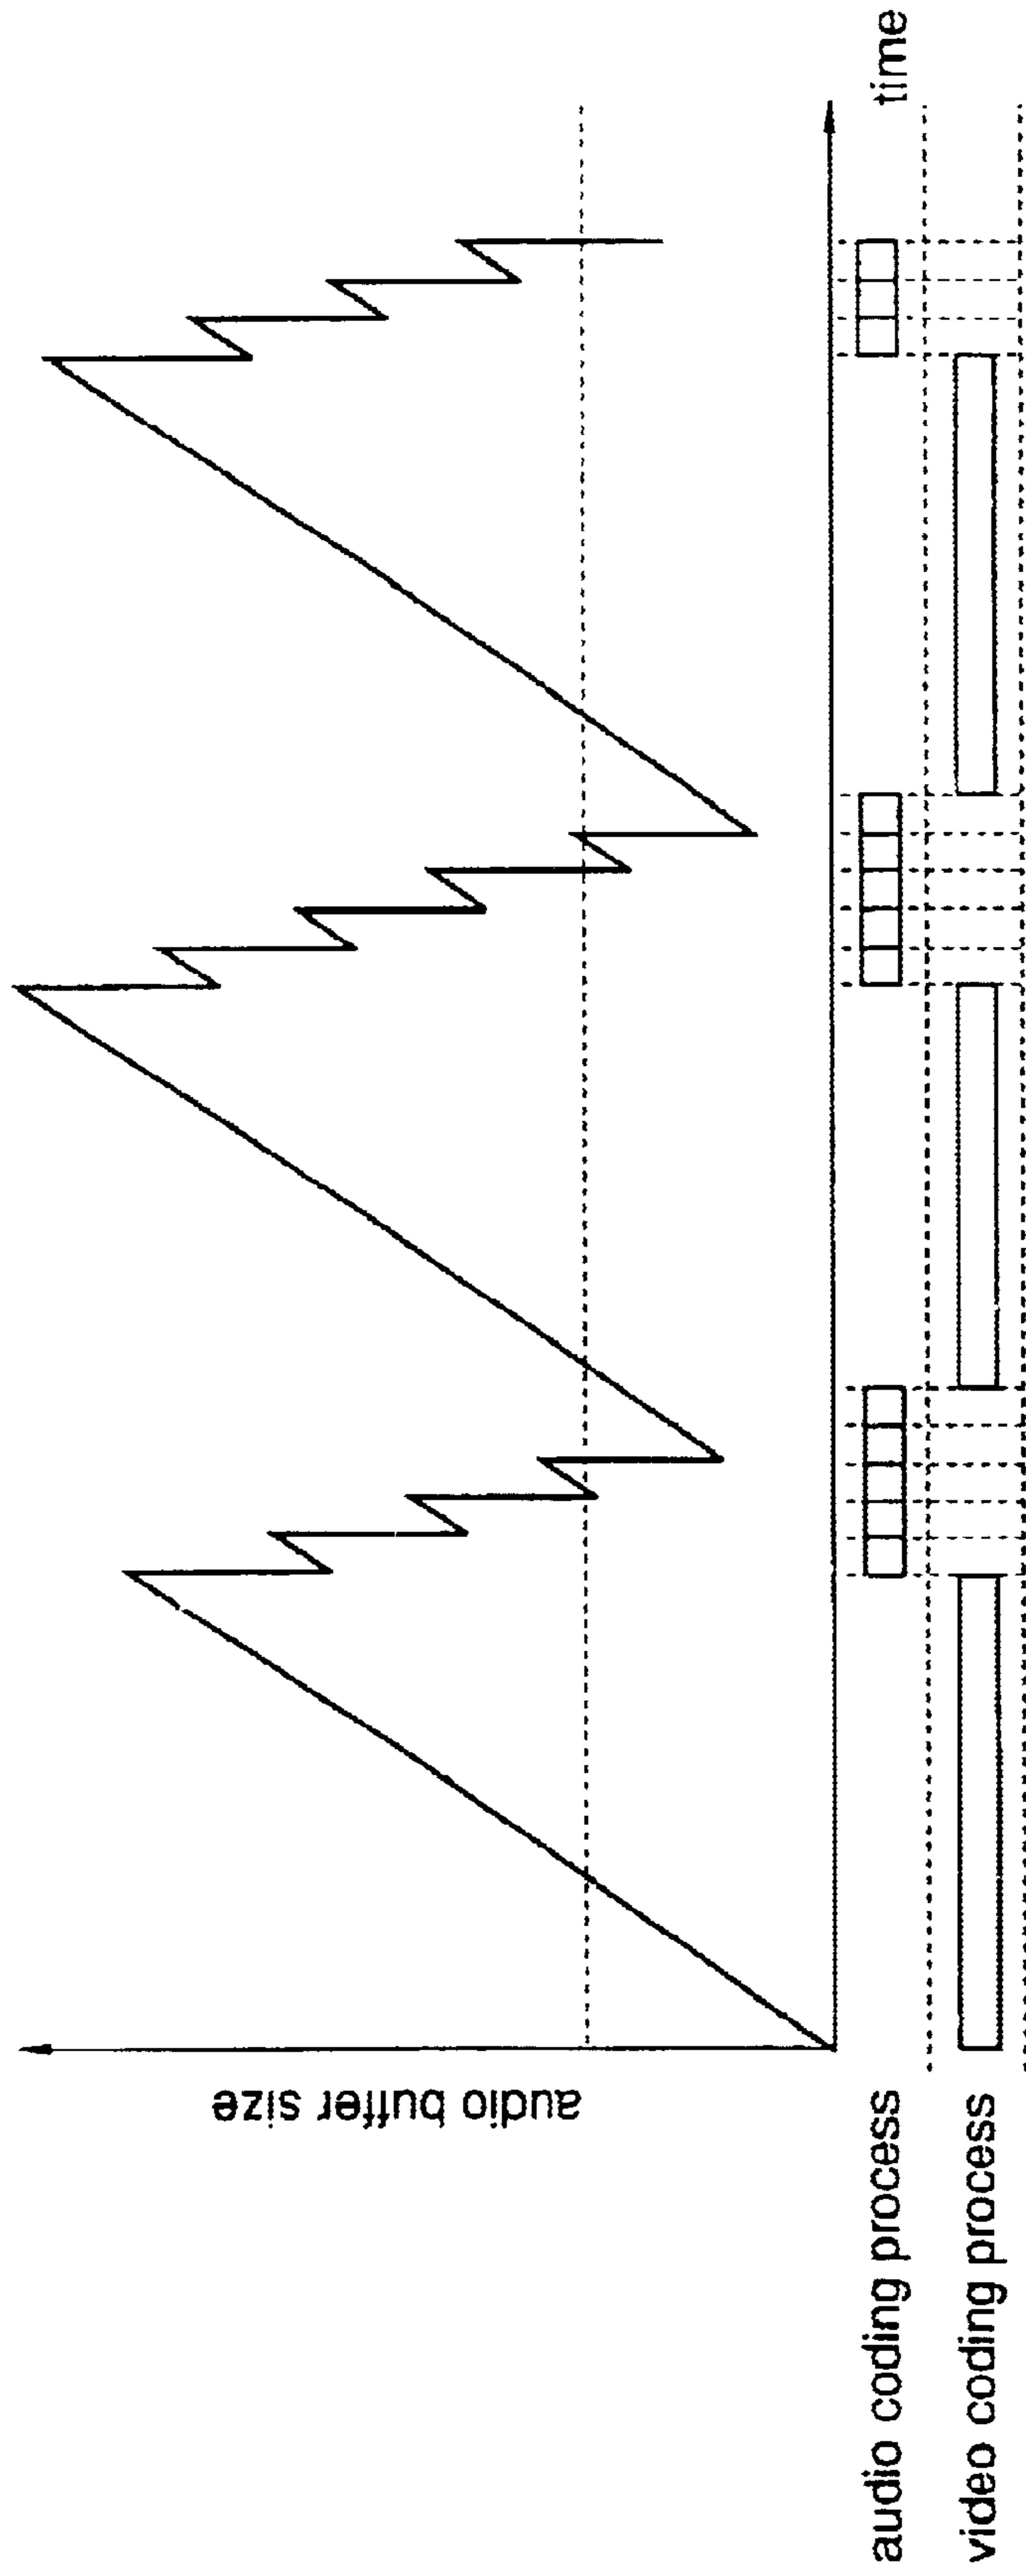 audio buffer size
time
audio coding process
video coding process